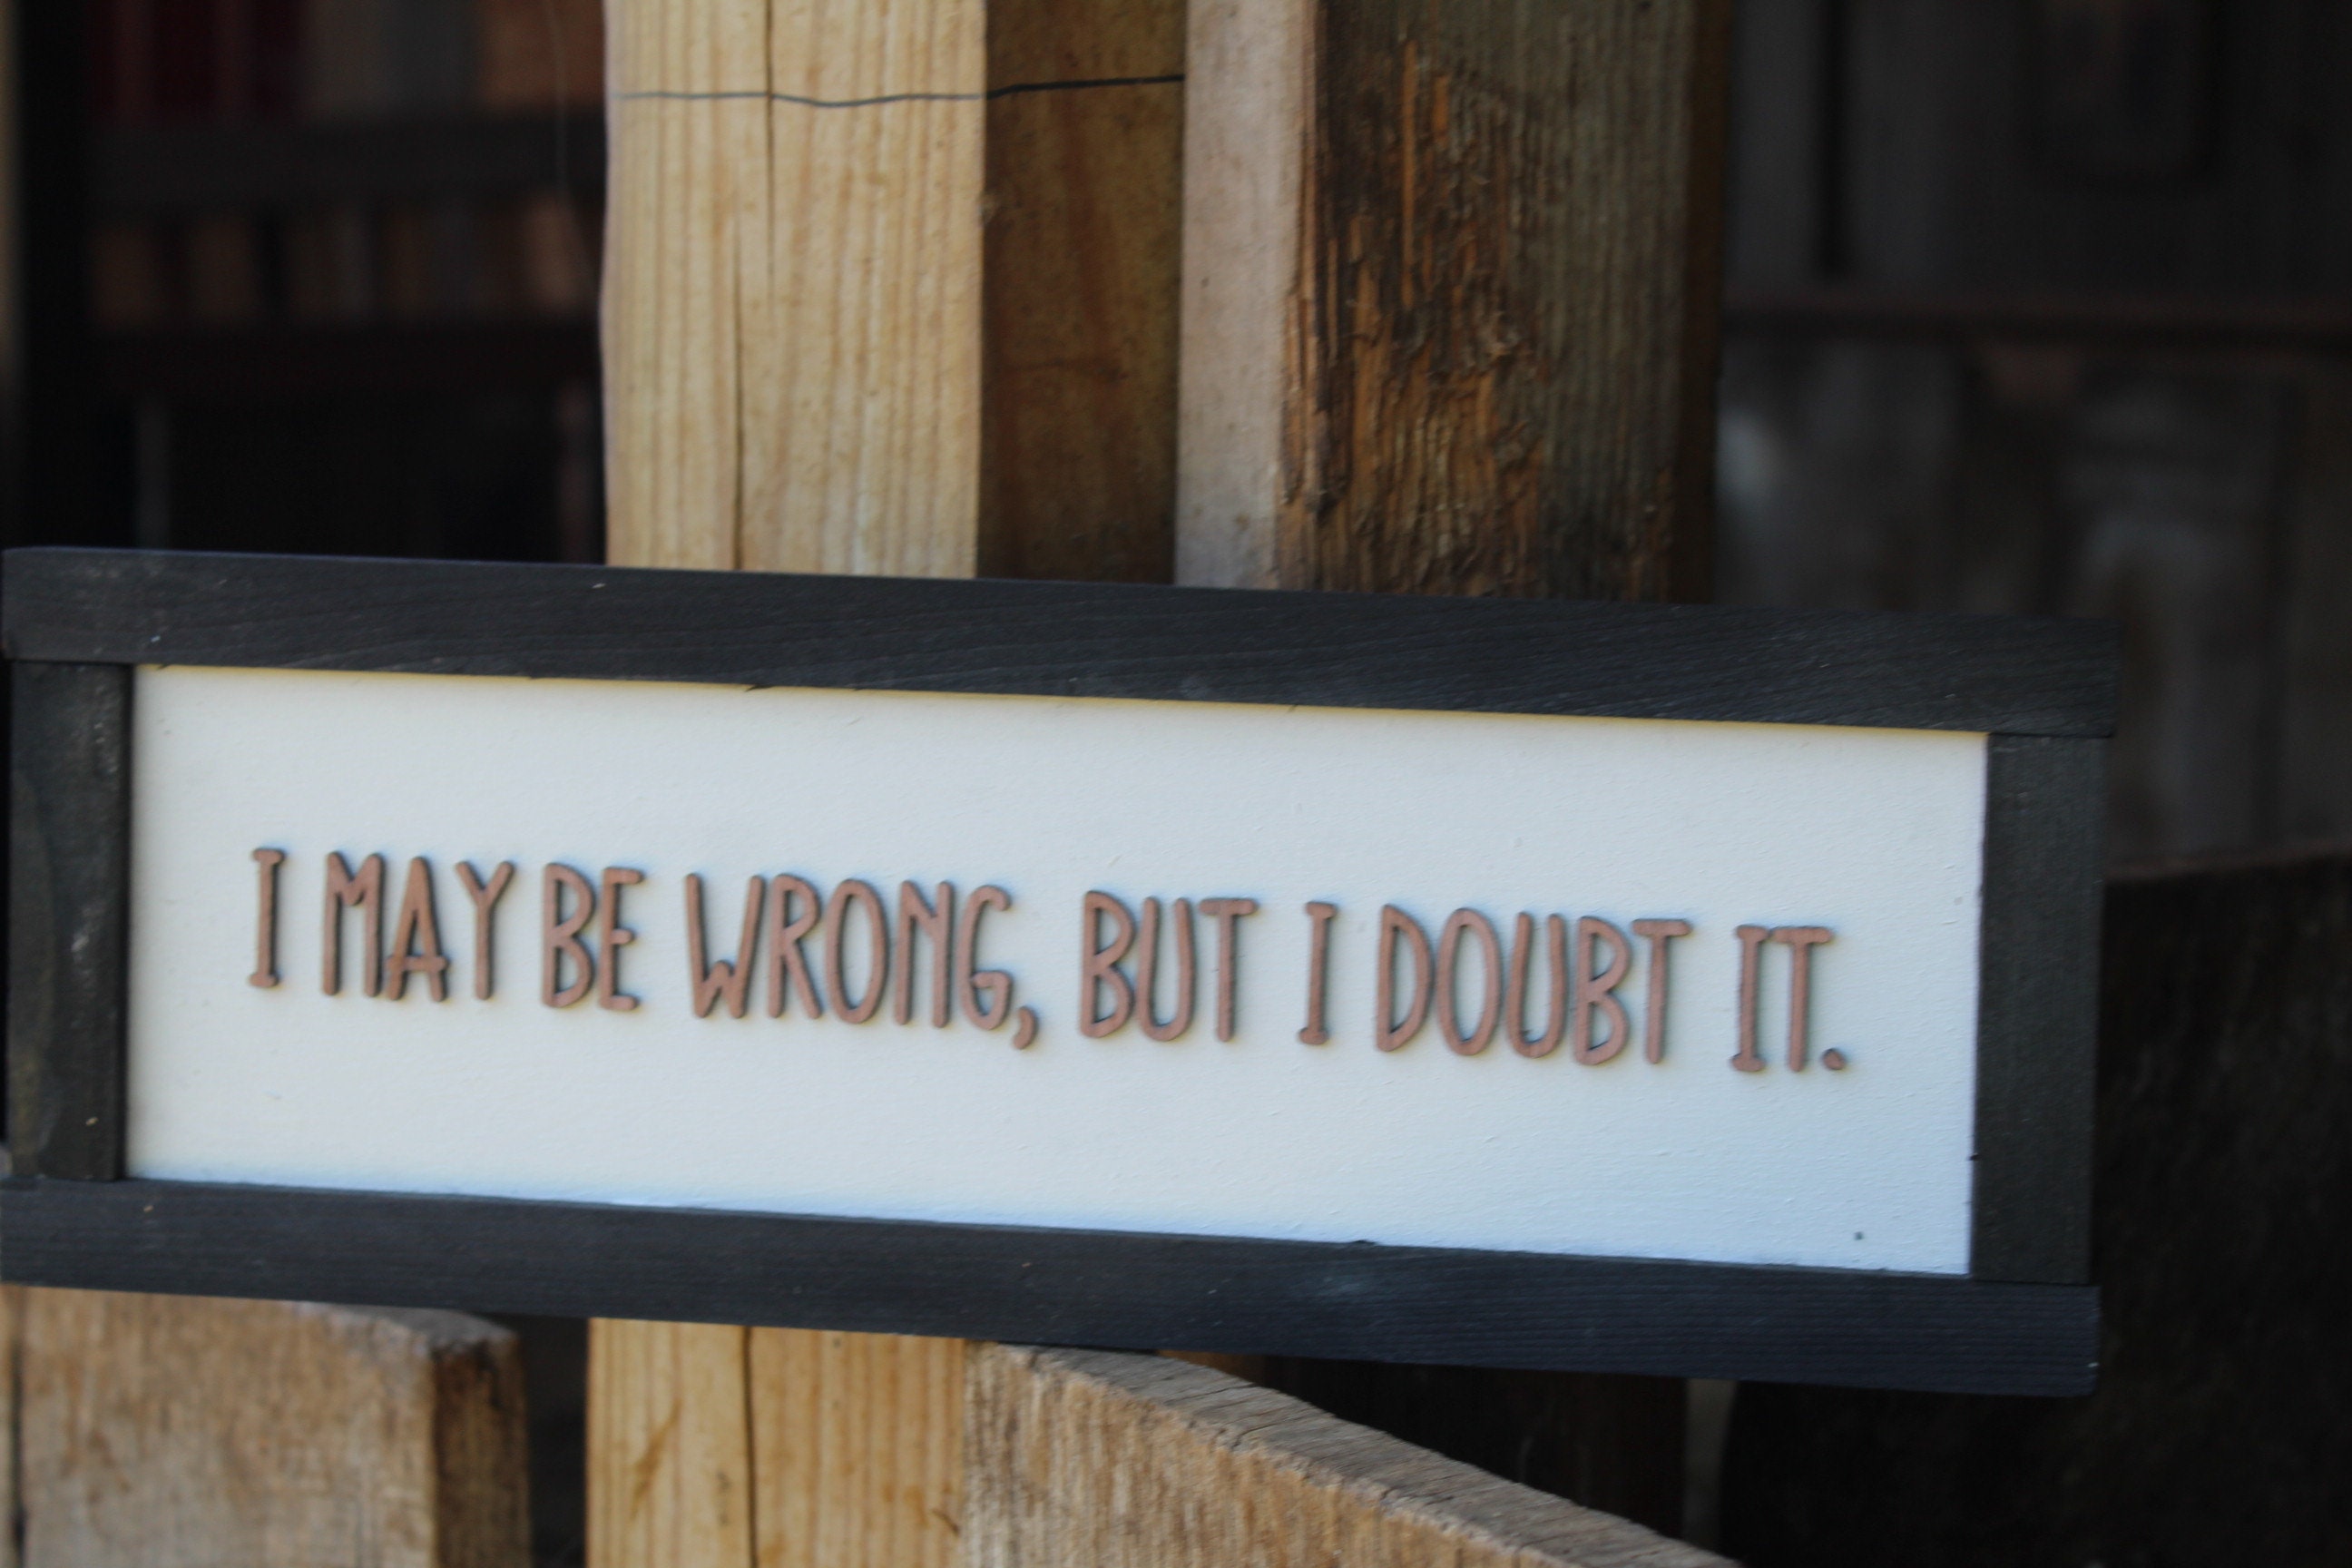 I MAY BE WRONG, BUT I DOUBT IT.